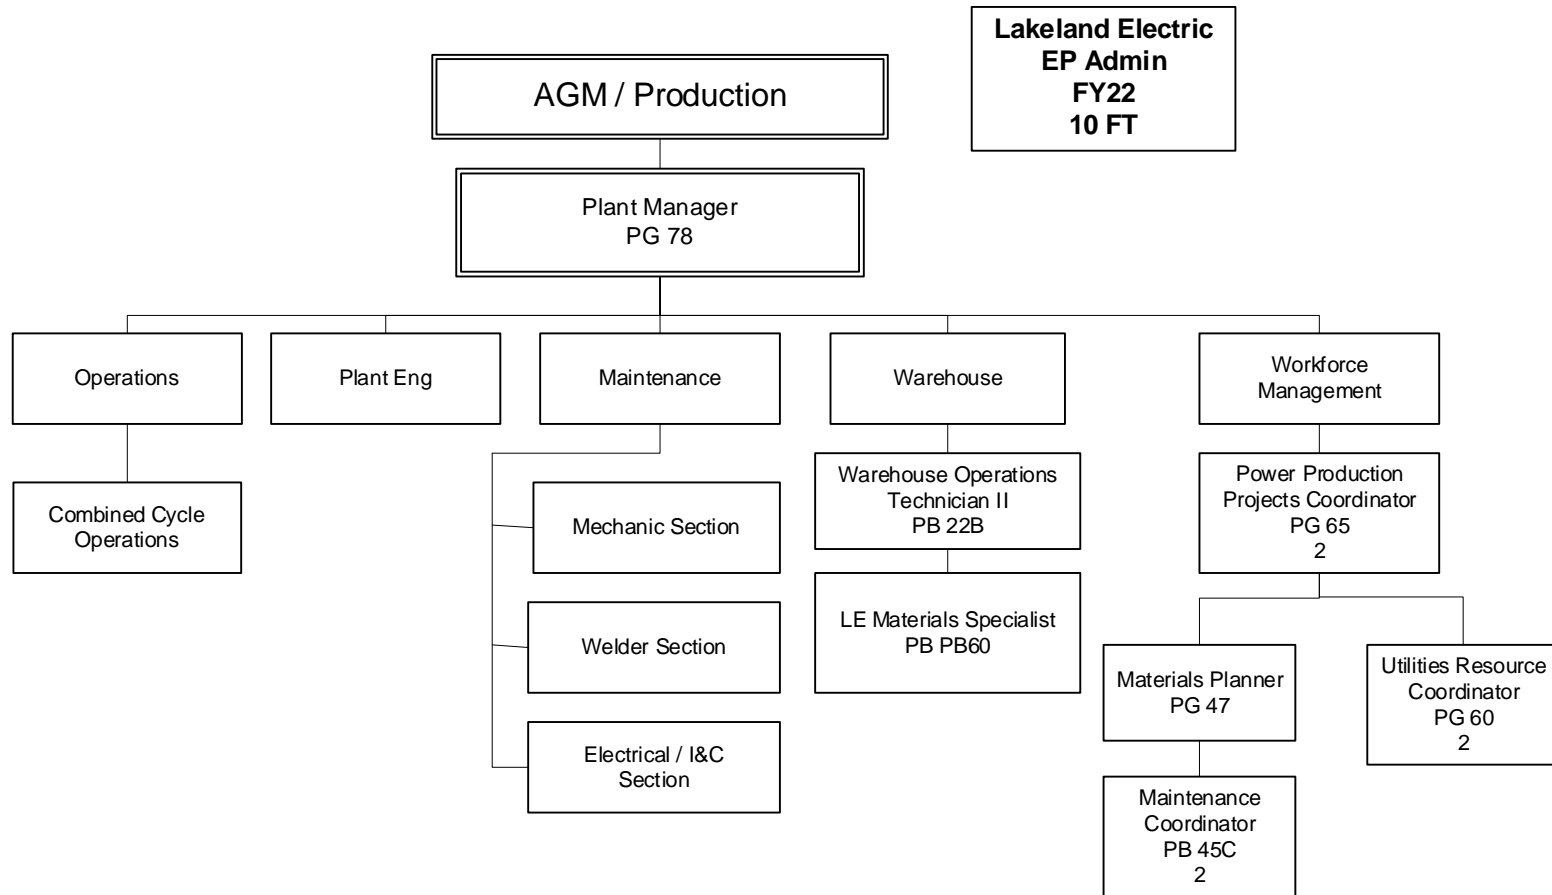 Lakeland Electric
EP Admin
FY22
10 FT
AGM / Production
Plant Manager
PG 78
Operations
Plant Eng
Maintenance
Warehouse
Workforce
Management
Combined Cycle
Operations
Mechanic Section
Welder Section
Electrical / I&C
Section
Warehouse Operations
Technician II
PB 22B
LE Materials Specialist
PB PB60
Power Production
Projects Coordinator
PG 65
2
Materials Planner
PG 47
Utilities Resource
Coordinator
PG 60
2
Maintenance
Coordinator
PB 45C
2